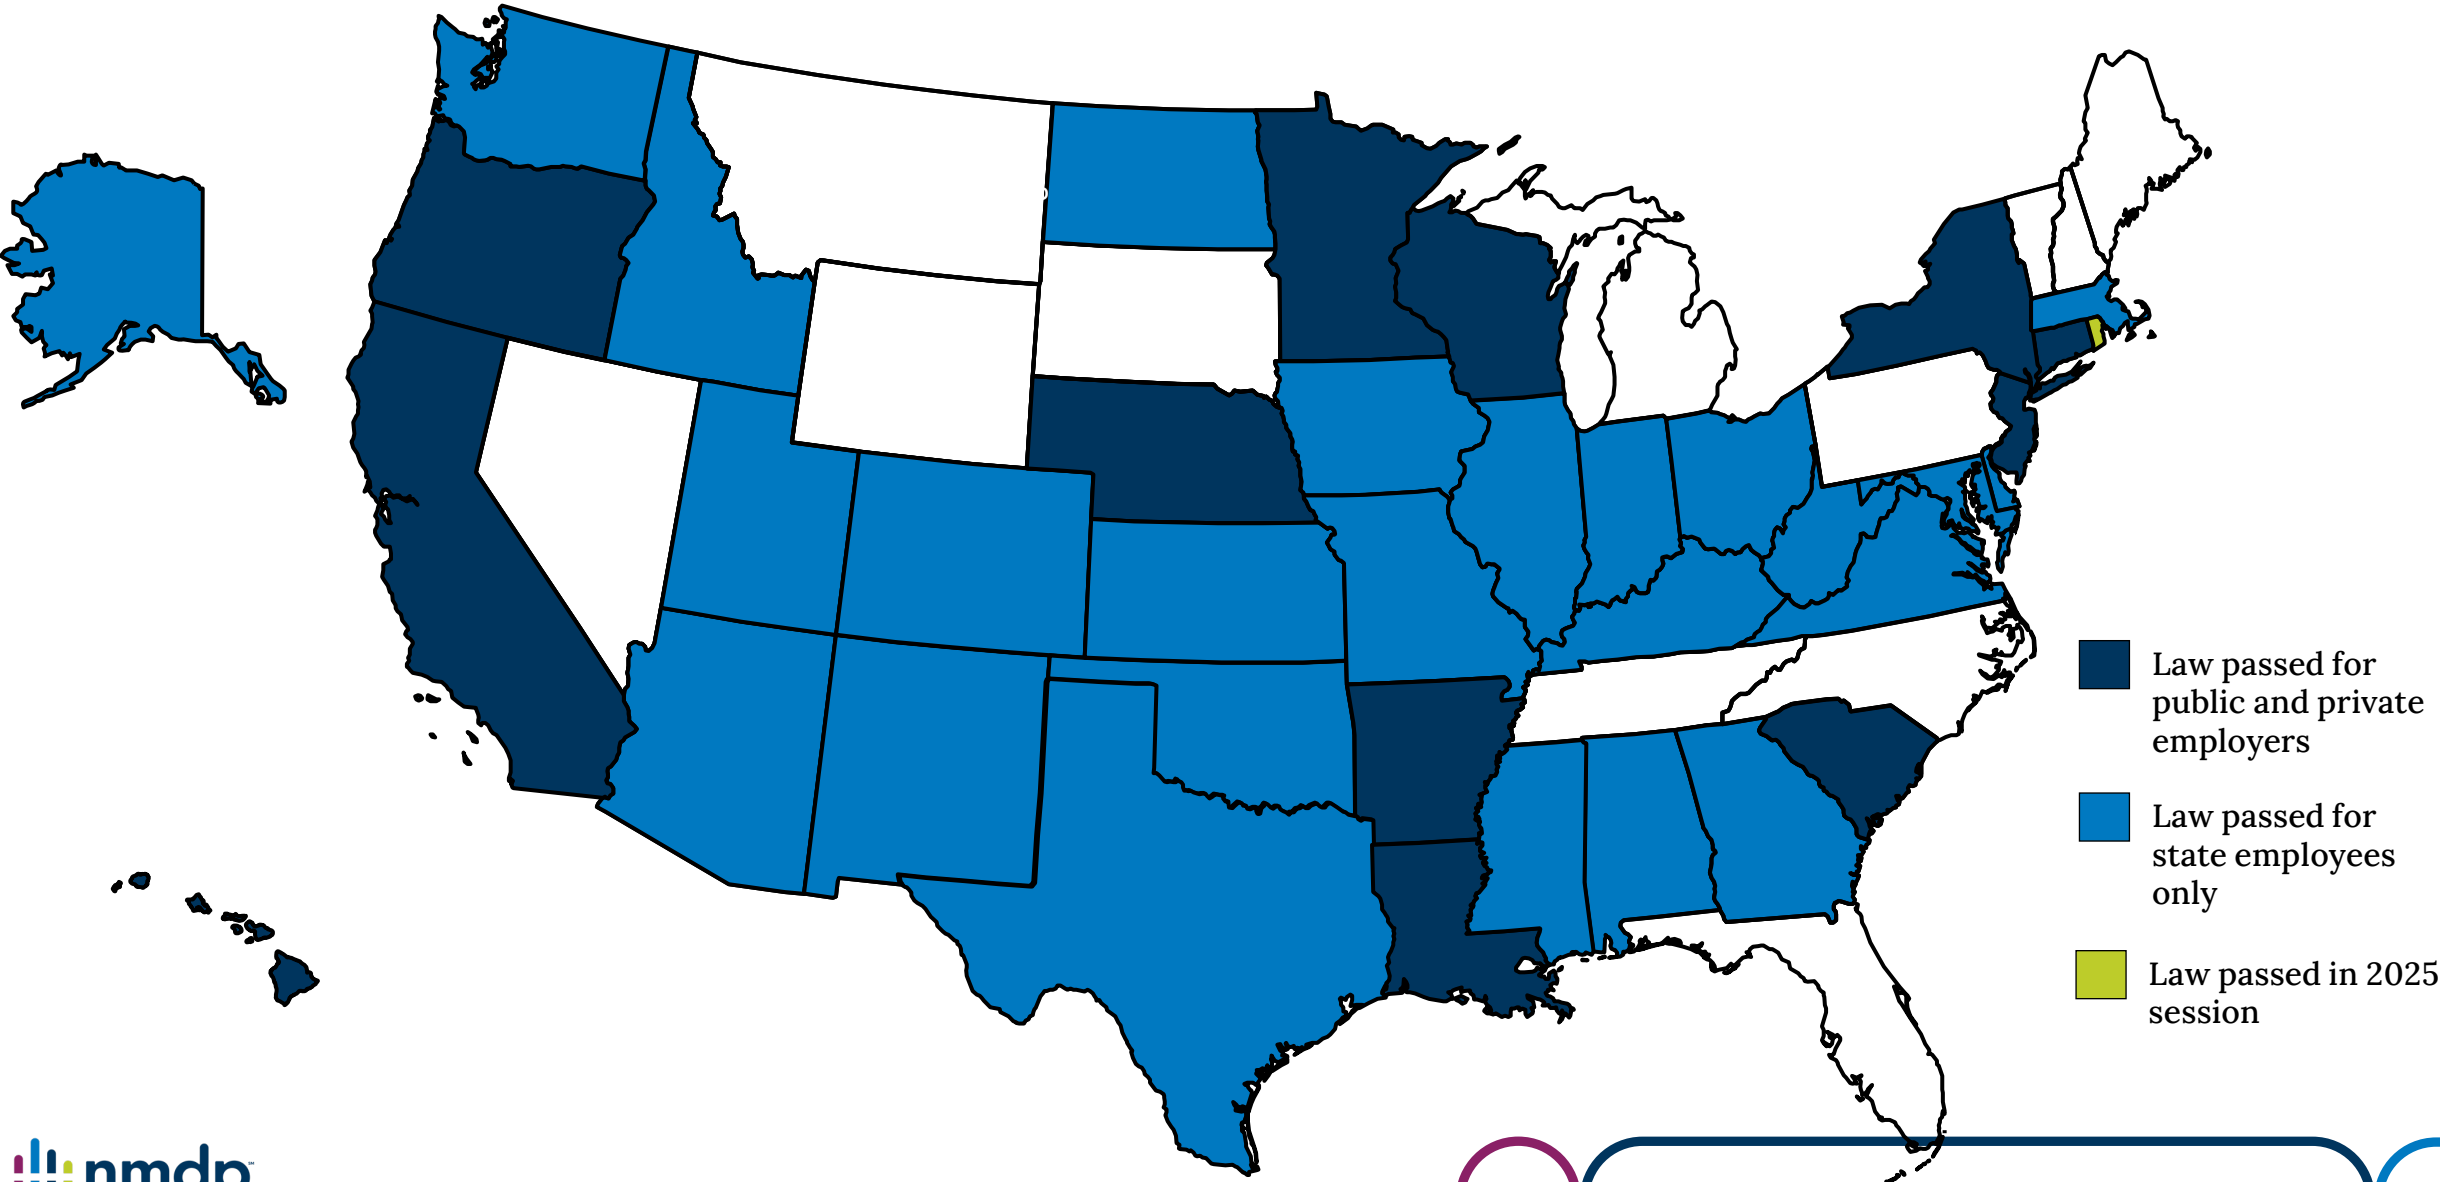 Law passed for
public and private
employers
Law passed for
state employees
only
Law passed in 2025
session
nmdp